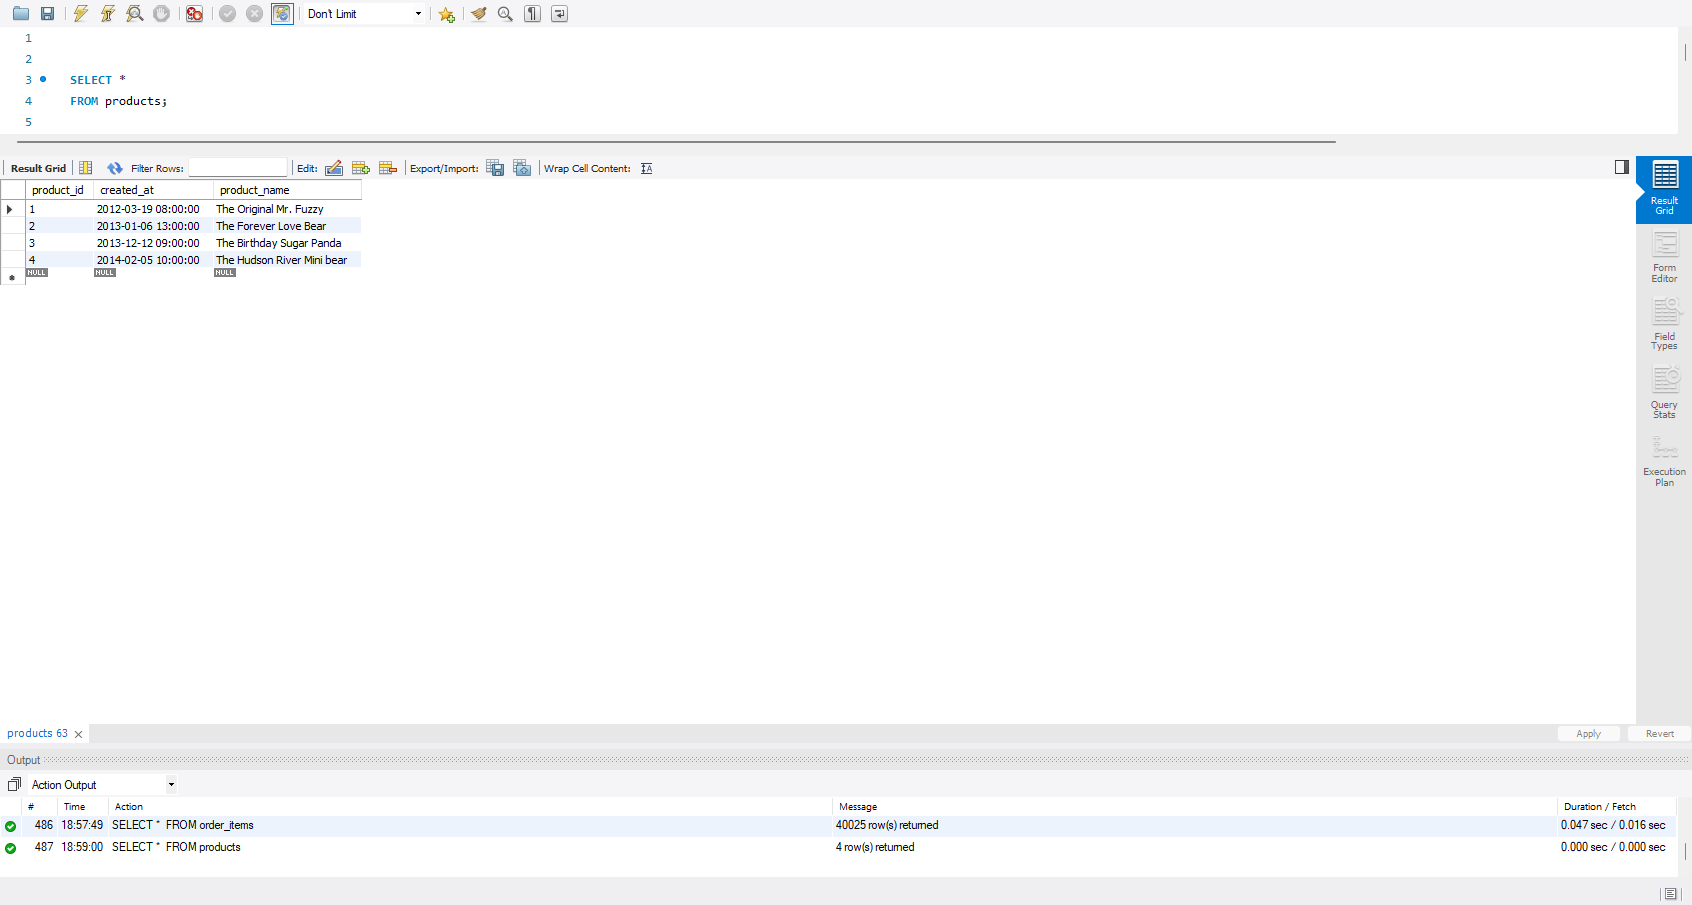 Don't Limit
1
2
3 SELECT *
4 FROM products;
5
Result Grid Filter Rows: Edit: Export/Import: Wrap Cell Content:
product_id created_at product_name
1 2012-03-19 08:00:00 The Original Mr. Fuzzy
2 2013-01-06 13:00:00 The Forever Love Bear
3 2013-12-12 09:00:00 The Birthday Sugar Panda
4 2014-02-05 10:00:00 The Hudson River Mini bear
NULL NULL NULL
Result
Grid
Form
Editor
Field
Types
Query
Stats
Execution
Plan
products 63 Apply Revert
Output
Action Output
# Time Action Message Duration / Fetch
486 18:57:49 SELECT * FROM order_items 40025 row(s) returned 0.047 sec / 0.016 sec
487 18:59:00 SELECT * FROM products 4 row(s) returned 0.000 sec / 0.000 sec